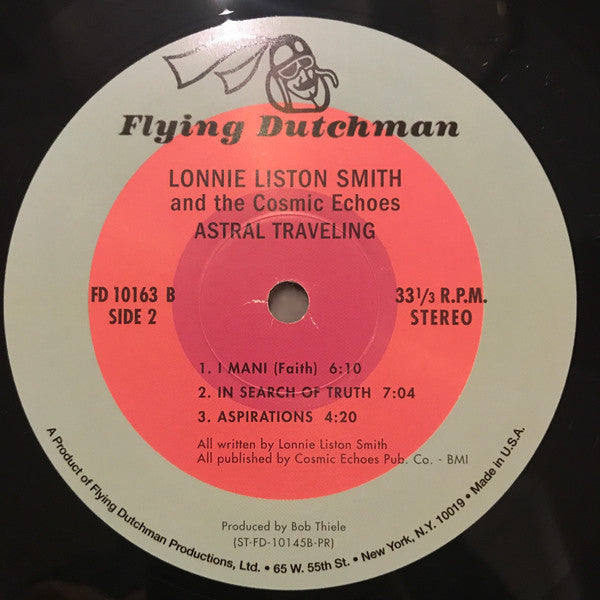 Flying Dutchman
LONNIE LISTON SMITH
and the Cosmic Echoes
ASTRAL TRAVELING
FD 10163 B
SIDE 2
33 1/3 R.P.M.
STEREO
1. I MANI (Faith) 6:10
2. IN SEARCH OF TRUTH 7:04
3. ASPIRATIONS 4:20
All written by Lonnie Liston Smith
All published by Cosmic Echoes Pub. Co. - BMI
Produced by Bob Thiele
(ST-FD-10145B-PR)
A Product of Flying Dutchman Productions, Ltd. • 65 W. 55th St. • New York, N.Y. 10019 • Made in U.S.A.